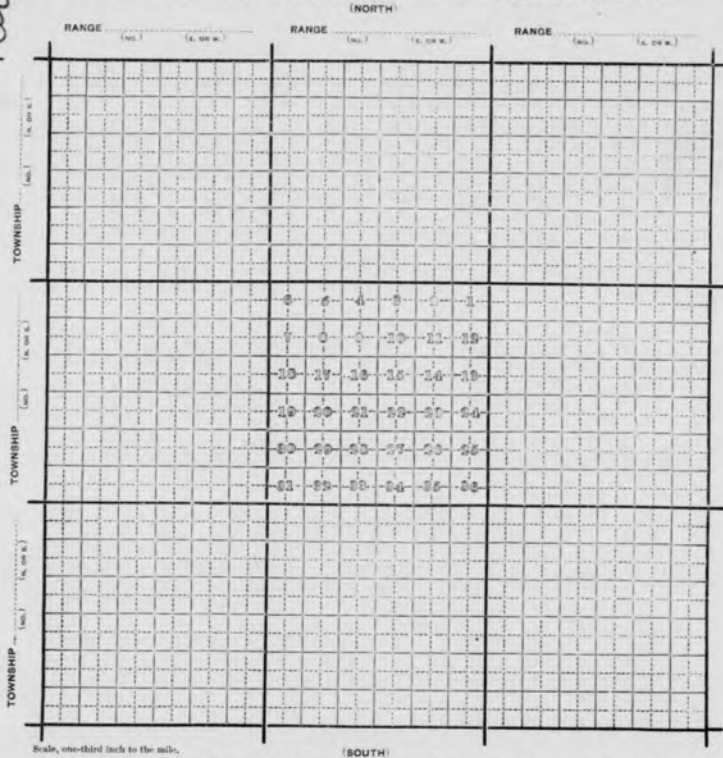 (NORTH)
RANGE (NO.) (E. OR W.) RANGE (NO.) (E. OR W.) RANGE (NO.) (E. OR W.)
TOWNSHIP (NO.) (N. OR S.)
6 5 4 3 1
7 8 9 10 11 12
18 17 16 15 14 13
TOWNSHIP (NO.) (N. OR S.)
19 20 21 22 23 24
30 29 28 27 26 25
31 32 33 34 35 36
TOWNSHIP (NO.) (N. OR S.)
Scale, one-third inch to the mile.
(SOUTH)